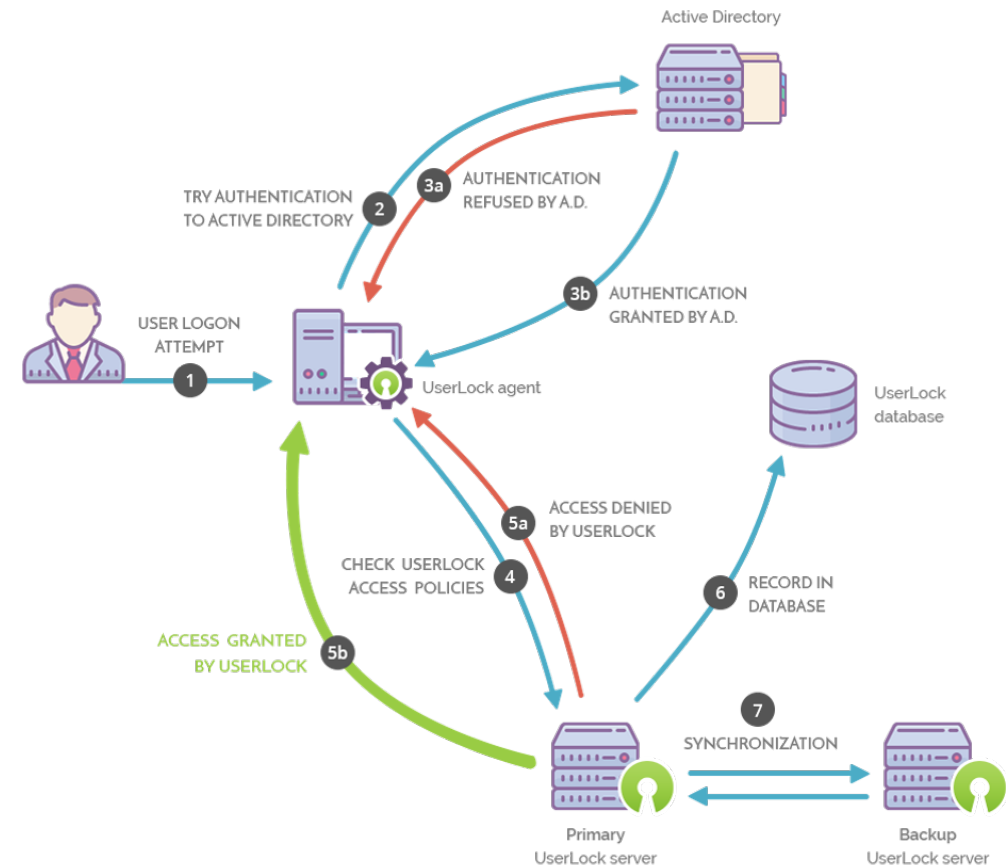 Active Directory
TRY AUTHENTICATION
TO ACTIVE DIRECTORY
2
3a
AUTHENTICATION
REFUSED BY A.D.
3b
AUTHENTICATION
GRANTED BY A.D.
USER LOGON
ATTEMPT
1
UserLock agent
UserLock
database
5a
ACCESS DENIED
BY USERLOCK
CHECK USERLOCK
ACCESS POLICIES
4
6
RECORD IN
DATABASE
ACCESS GRANTED
BY USERLOCK
5b
7
SYNCHRONIZATION
Primary
UserLock server
Backup
UserLock server